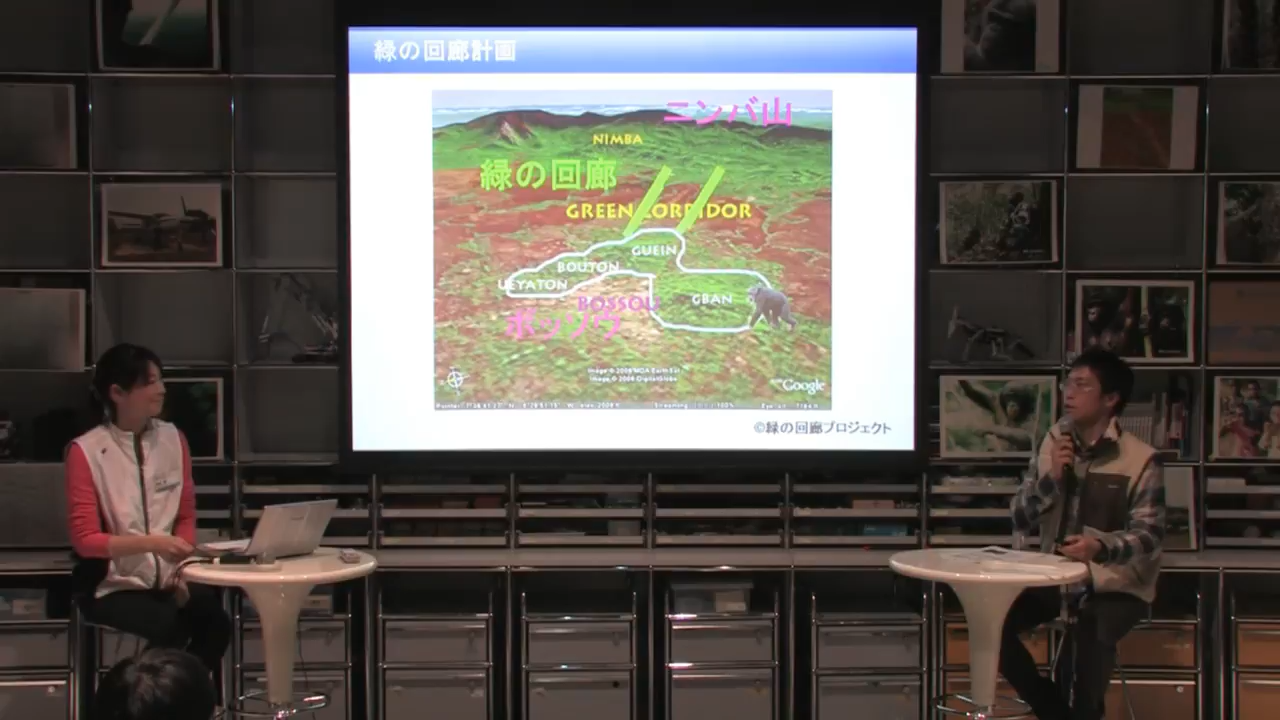 緑の回廊計画
ニンバ山
NIMBA
緑の回廊
GREEN CORRIDOR
GUEIN
BOUTON
UEYATON
GBAN
BOSSOU
ボッソウ
Google
©緑の回廊プロジェクト